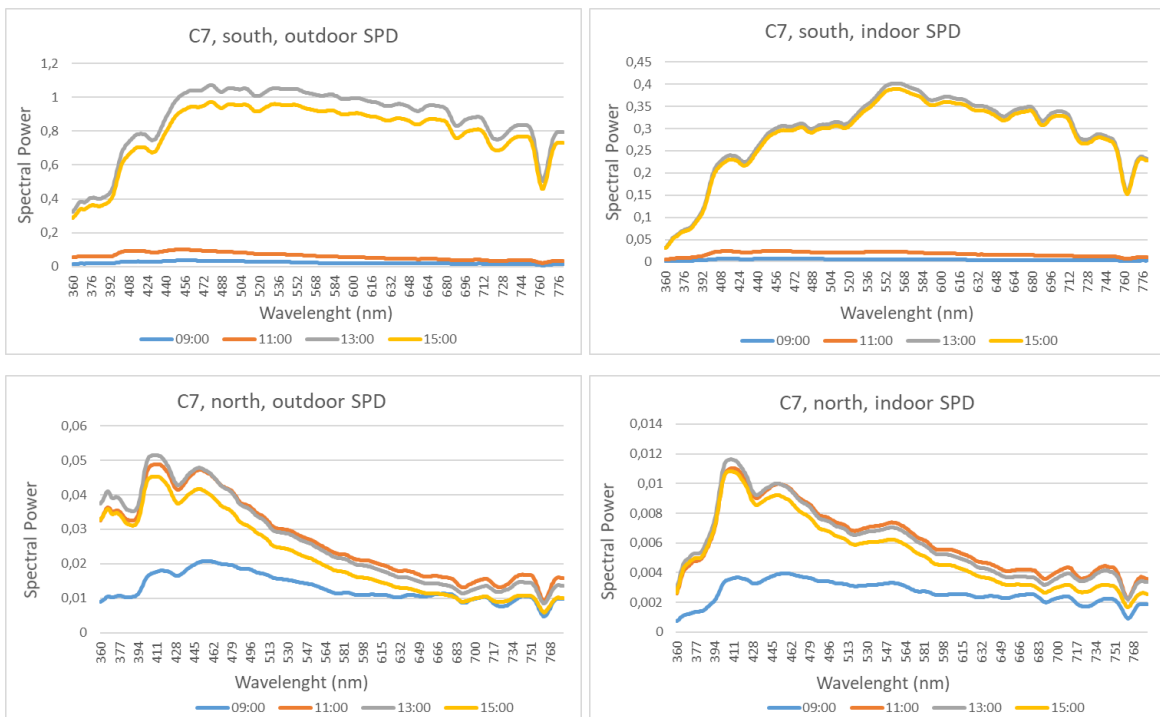 C7, south, outdoor SPD
Spectral Power
1,2
1
0,8
0,6
0,4
0,2
0
360 376 392 408 424 440 456 472 488 504 520 536 552 568 584 600 616 632 648 664 680 696 712 728 744 760 776
Wavelenght (nm)
09:00 11:00 13:00 15:00
C7, south, indoor SPD
Spectral Power
0,45
0,4
0,35
0,3
0,25
0,2
0,15
0,1
0,05
0
360 376 392 408 424 440 456 472 488 504 520 536 552 568 584 600 616 632 648 664 680 696 712 728 744 760 776
Wavelenght (nm)
09:00 11:00 13:00 15:00
C7, north, outdoor SPD
Spectral Power
0,06
0,05
0,04
0,03
0,02
0,01
0
360 377 394 411 428 445 462 479 496 513 530 547 564 581 598 615 632 649 666 683 700 717 734 751 768
Wavelenght (nm)
09:00 11:00 13:00 15:00
C7, north, indoor SPD
Spectral Power
0,014
0,012
0,01
0,008
0,006
0,004
0,002
0
360 377 394 411 428 445 462 479 496 513 530 547 564 581 598 615 632 649 666 683 700 717 734 751 768
Wavelenght (nm)
09:00 11:00 13:00 15:00